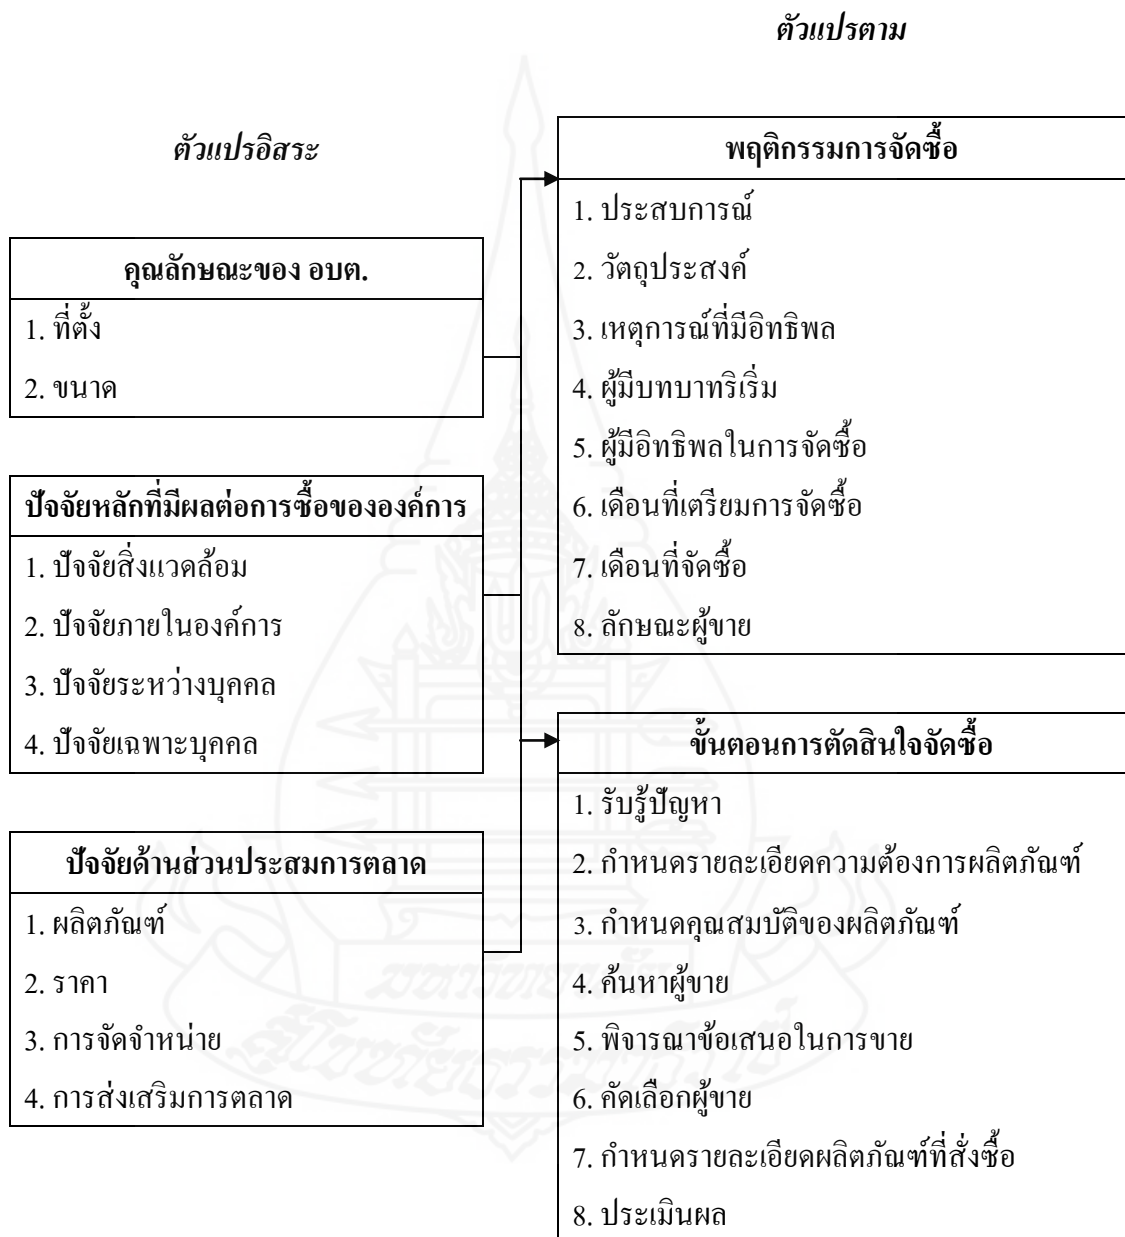 ตัวแปรอิสระ
คุณลักษณะของ อบต.
1. ที่ตั้ง
2. ขนาด
ปัจจัยหลักที่มีผลต่อการซื้อขององค์การ
1. ปัจจัยสิ่งแวดล้อม
2. ปัจจัยภายในองค์การ
3. ปัจจัยระหว่างบุคคล
4. ปัจจัยเฉพาะบุคคล
ปัจจัยด้านส่วนประสมการตลาด
1. ผลิตภัณฑ์
2. ราคา
3. การจัดจำหน่าย
4. การส่งเสริมการตลาด
ตัวแปรตาม
พฤติกรรมการจัดซื้อ
1. ประสบการณ์
2. วัตถุประสงค์
3. เหตุการณ์ที่มีอิทธิพล
4. ผู้มีบทบาทริเริ่ม
5. ผู้มีอิทธิพลในการจัดซื้อ
6. เดือนที่เตรียมการจัดซื้อ
7. เดือนที่จัดซื้อ
8. ลักษณะผู้ขาย
ขั้นตอนการตัดสินใจจัดซื้อ
1. รับรู้ปัญหา
2. กำหนดรายละเอียดความต้องการผลิตภัณฑ์
3. กำหนดคุณสมบัติของผลิตภัณฑ์
4. ค้นหาผู้ขาย
5. พิจารณาข้อเสนอในการขาย
6. คัดเลือกผู้ขาย
7. กำหนดรายละเอียดผลิตภัณฑ์ที่สั่งซื้อ
8. ประเมินผล
มหาวิทยาลัย
สุโขทัยธรรมาธิราช